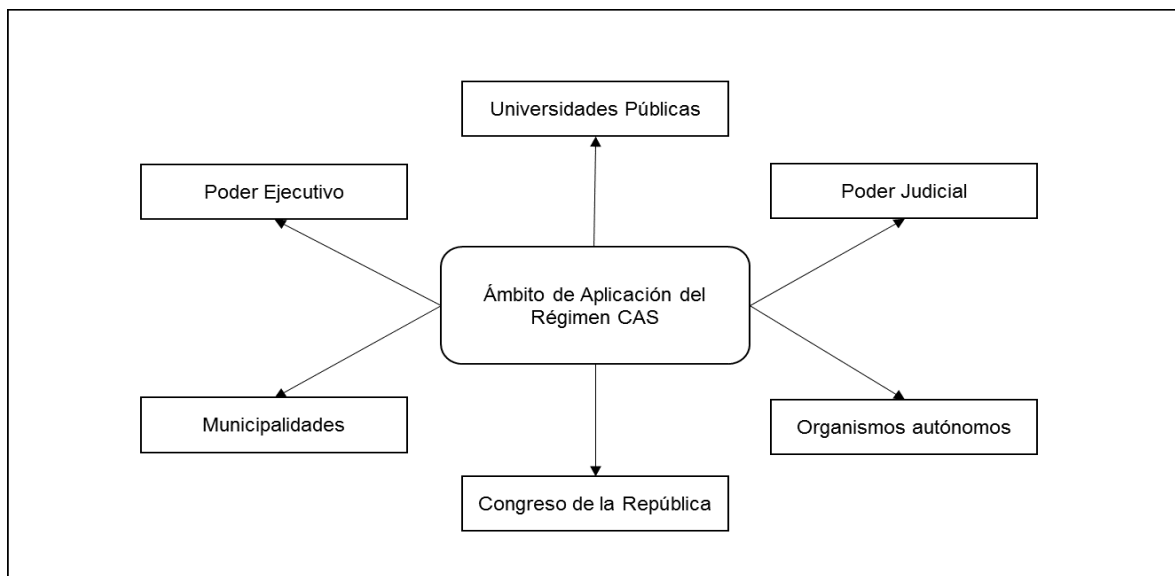 Universidades Públicas
Poder Ejecutivo
Poder Judicial
Ámbito de Aplicación del
Régimen CAS
Municipalidades
Organismos autónomos
Congreso de la República